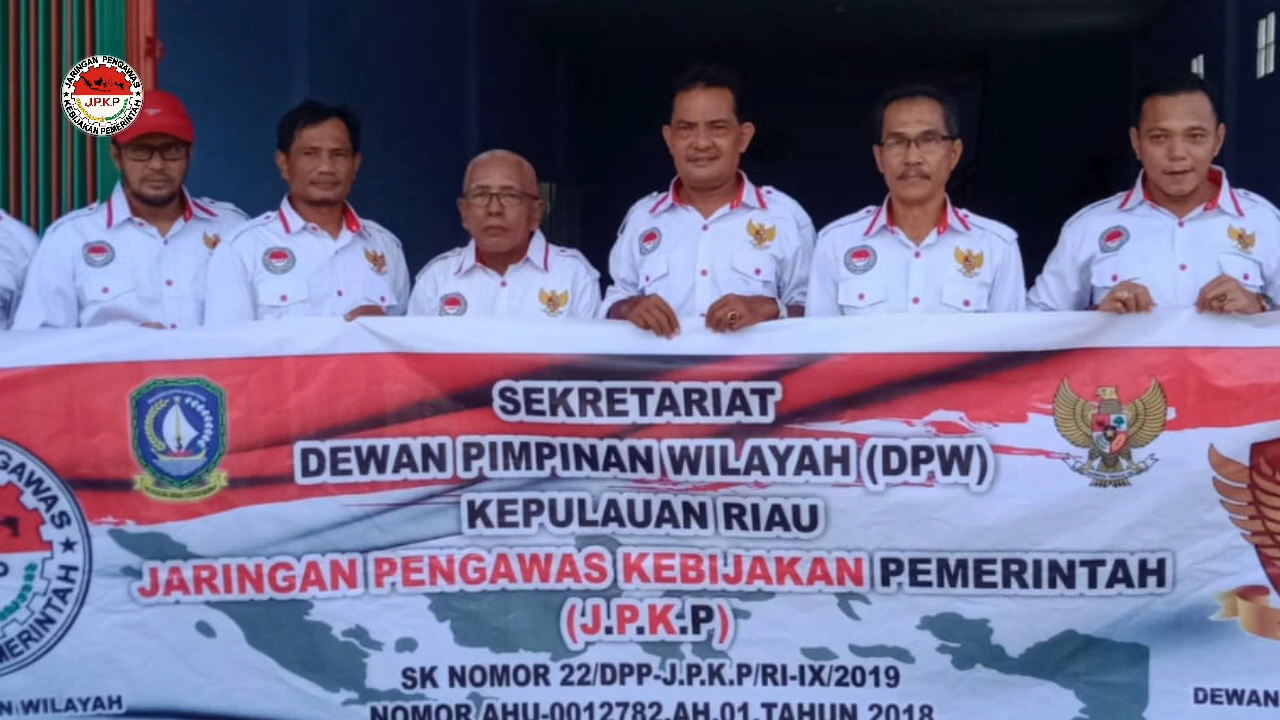 JARINGAN PENGAWAS
J.P.K.P
KEBIJAKAN PEMERINTAH
SEKRETARIAT
DEWAN PIMPINAN WILAYAH (DPW)
KEPULAUAN RIAU
JARINGAN PENGAWAS KEBIJAKAN PEMERINTAH
(J.P.K.P)
SK NOMOR 22/DPP-J.P.K.P/RI-IX/2019
NOMOR AHU-0012782.AH.01.TAHUN 2018
WILAYAH
DEWAN